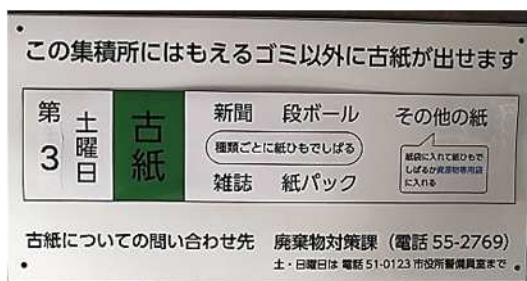 この集積所にはもえるゴミ以外に古紙が出せます
第3
土曜日
古紙
新聞 段ボール
種類ごとに紙ひもでしばる
雑誌 紙パック
その他の紙
紙袋に入れて紙ひもで
しばるか資源物専用袋
に入れる
古紙についての問い合わせ先 廃棄物対策課（電話 55-2769）
土・日曜日は 電話 51-0123 市役所警備員室まで